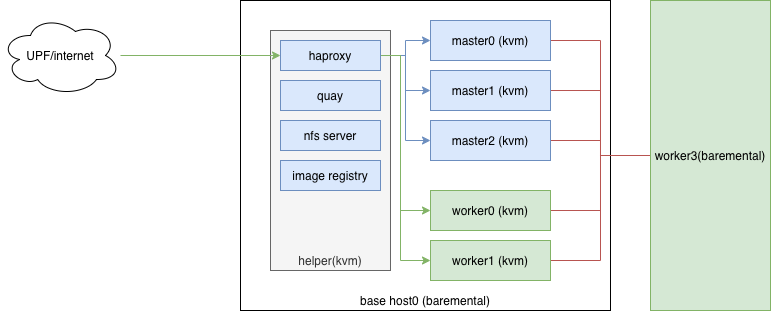 UPF/internet
haproxy
quay
nfs server
image registry
helper(kvm)
master0 (kvm)
master1 (kvm)
master2 (kvm)
worker0 (kvm)
worker1 (kvm)
base host0 (baremental)
worker3(baremental)